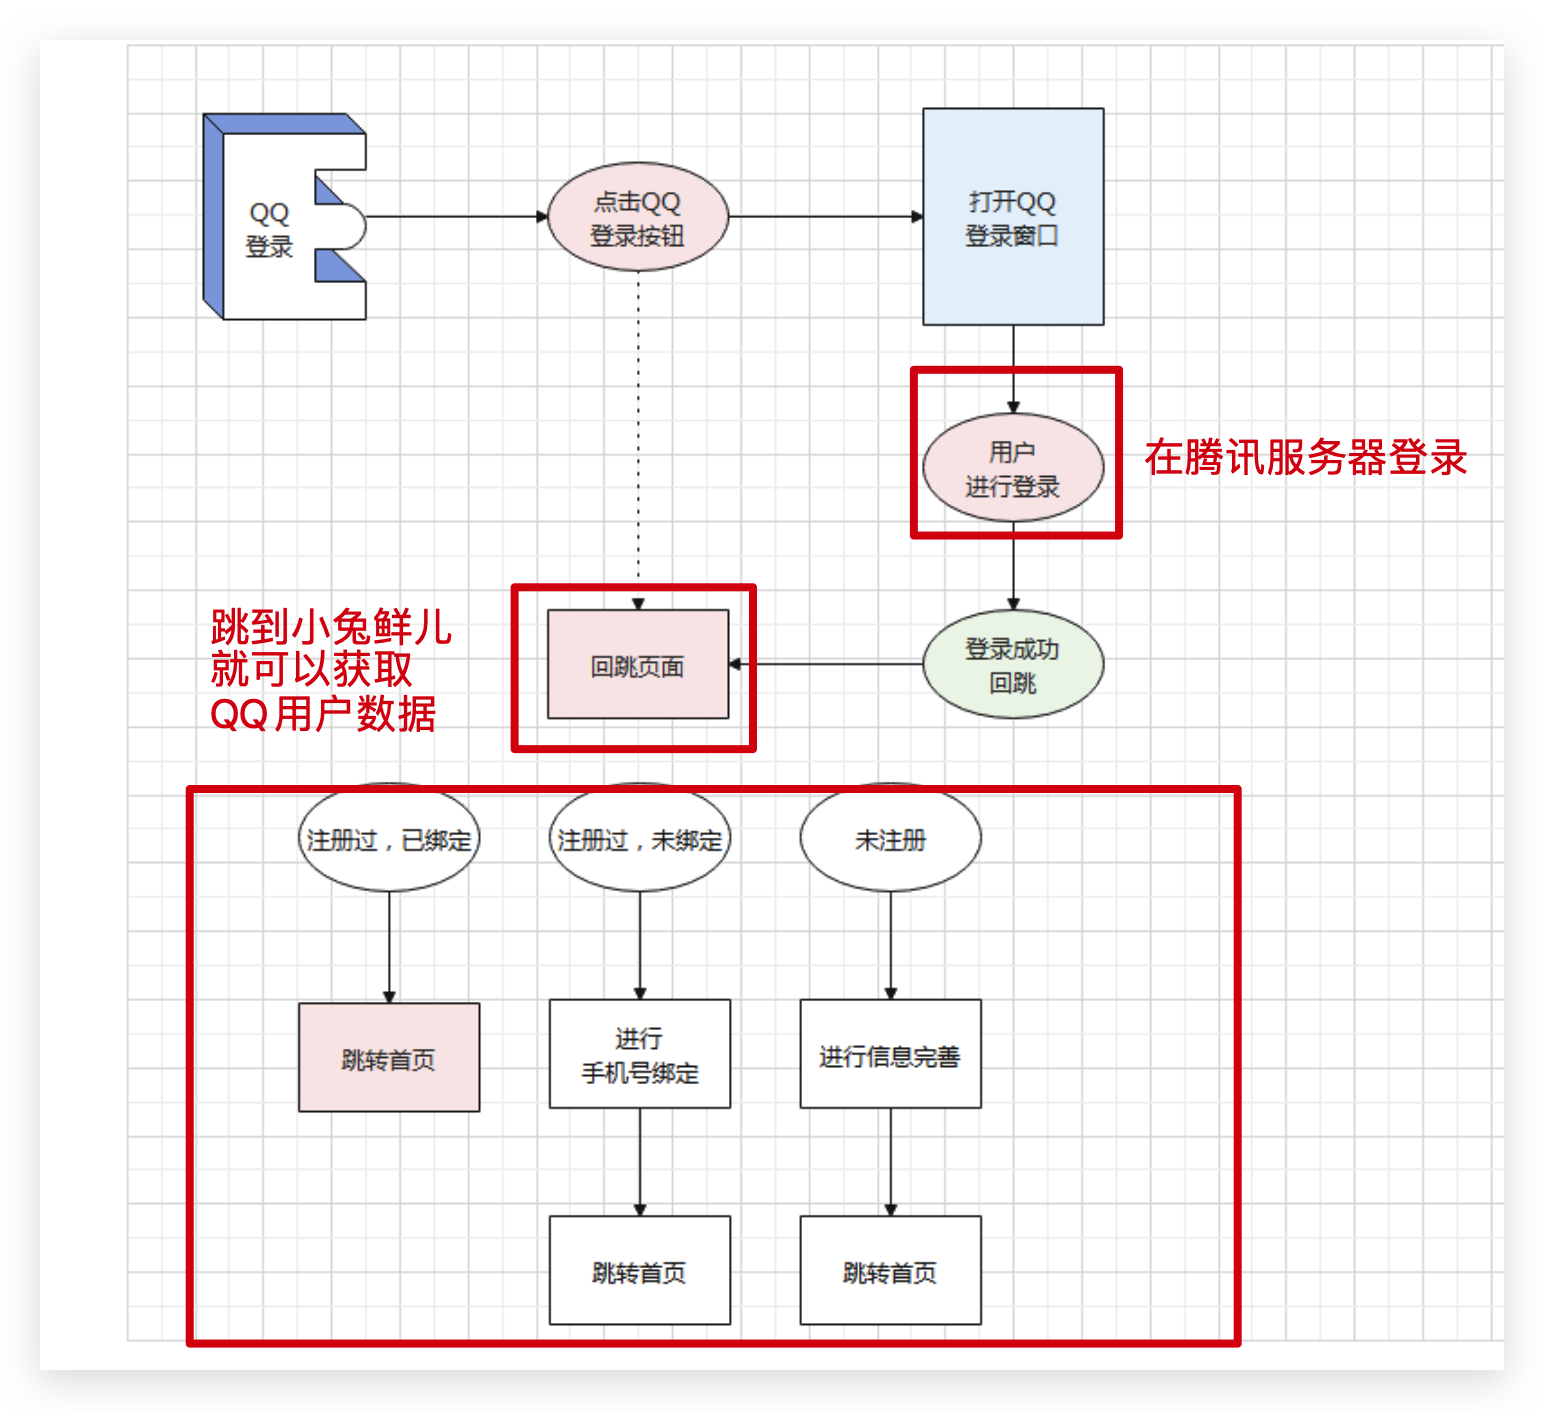 QQ
登录
点击QQ
登录按钮
打开QQ
登录窗口
用户
进行登录
在腾讯服务器登录
跳到小兔鲜儿
就可以获取
QQ用户数据
回跳页面
登录成功
回跳
注册过，已绑定
注册过，未绑定
未注册
跳转首页
进行
手机号绑定
进行信息完善
跳转首页
跳转首页